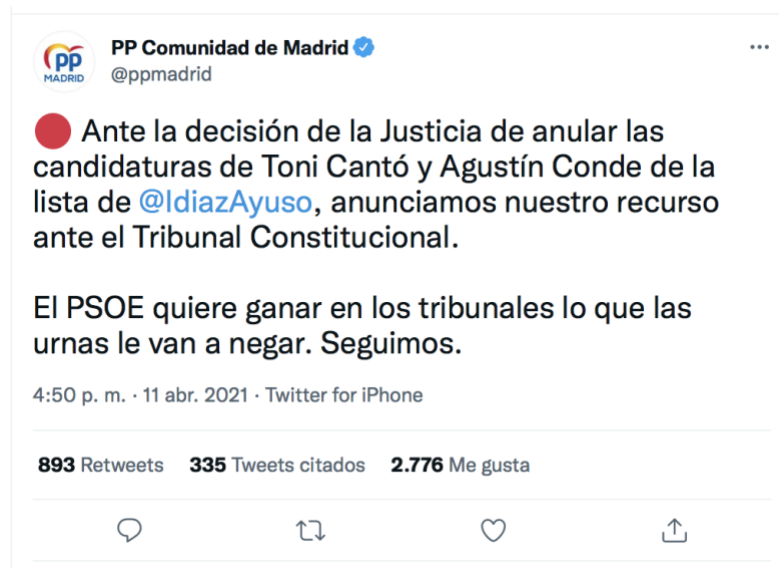 PP Comunidad de Madrid
PP
MADRID
@ppmadrid
Ante la decisión de la Justicia de anular las
candidaturas de Toni Cantó y Agustín Conde de la
lista de @IdiazAyuso, anunciamos nuestro recurso
ante el Tribunal Constitucional.
El PSOE quiere ganar en los tribunales lo que las
urnas le van a negar. Seguimos.
4:50 p. m. · 11 abr. 2021 · Twitter for iPhone
893 Retweets 335 Tweets citados 2.776 Me gusta